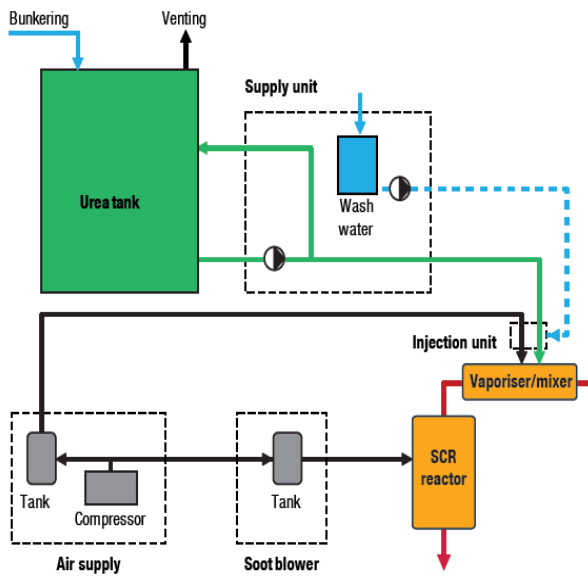 Bunkering
Venting
Supply unit
Urea tank
Wash
water
Injection unit
Vaporiser/mixer
SCR
reactor
Tank
Compressor
Tank
Air supply
Soot blower